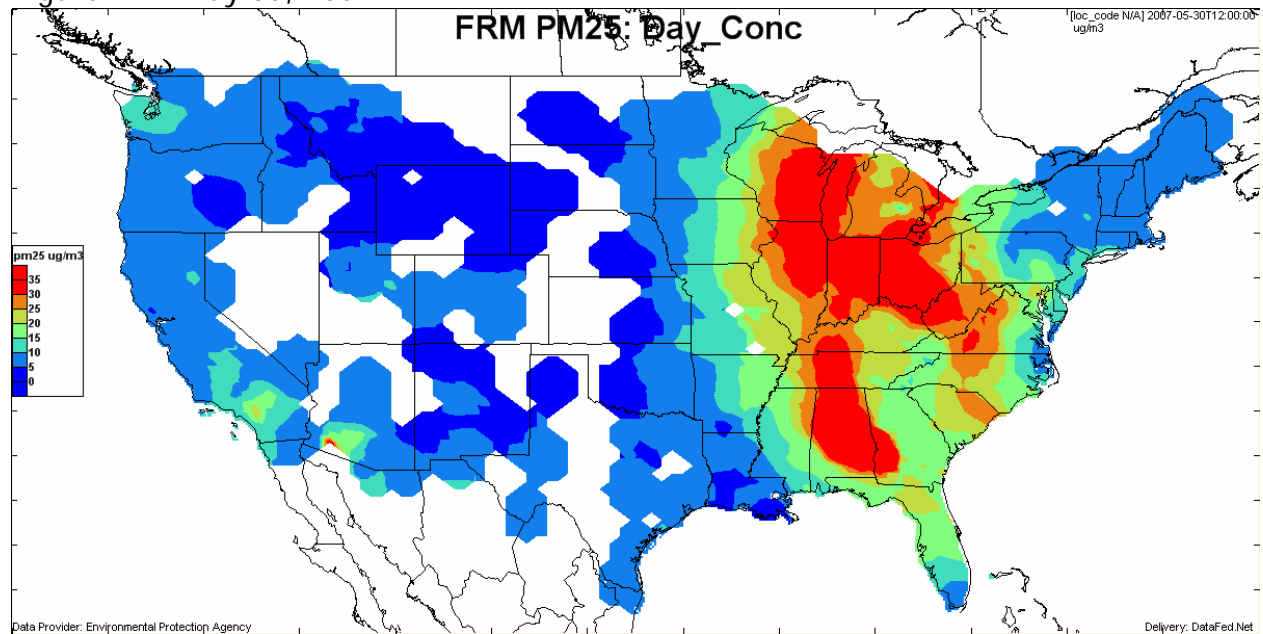 FRM PM25: Day_Conc
[loc_code N/A] 2007-05-30T12:00:00
ug/m3
pm25 ug/m3
35
30
25
20
15
10
5
0
Data Provider: Environmental Protection Agency
Delivery: DataFed.Net